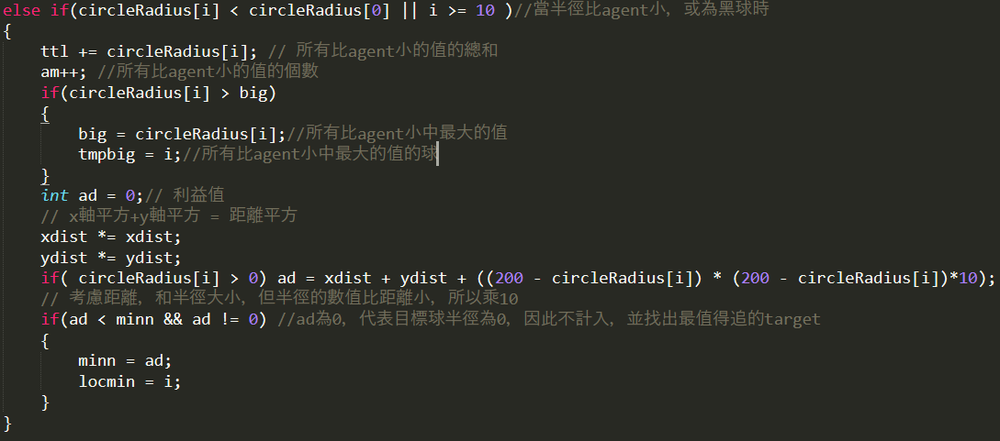 else if(circleRadius[i] < circleRadius[0] || i >= 10 )//當半徑比agent小, 或為黑球時
{
    ttl += circleRadius[i]; // 所有比agent小的值的總和
    am++; //所有比agent小的值的個數
    if(circleRadius[i] > big)
    {
        big = circleRadius[i];//所有比agent小中最大的值
        tmpbig = i;//所有比agent小中最大的值的球
    }
    int ad = 0;// 利益值
    // x軸平方+y軸平方 = 距離平方
    xdist *= xdist;
    ydist *= ydist;
    if( circleRadius[i] > 0) ad = xdist + ydist + ((200 - circleRadius[i]) * (200 - circleRadius[i])*10);
    // 考慮距離, 和半徑大小, 但半徑的數值比距離小, 所以乘10
    if(ad < minn && ad != 0) //ad為0, 代表目標球半徑為0, 因此不計入, 並找出最值得追的target
    {
        minn = ad;
        locmin = i;
    }
}